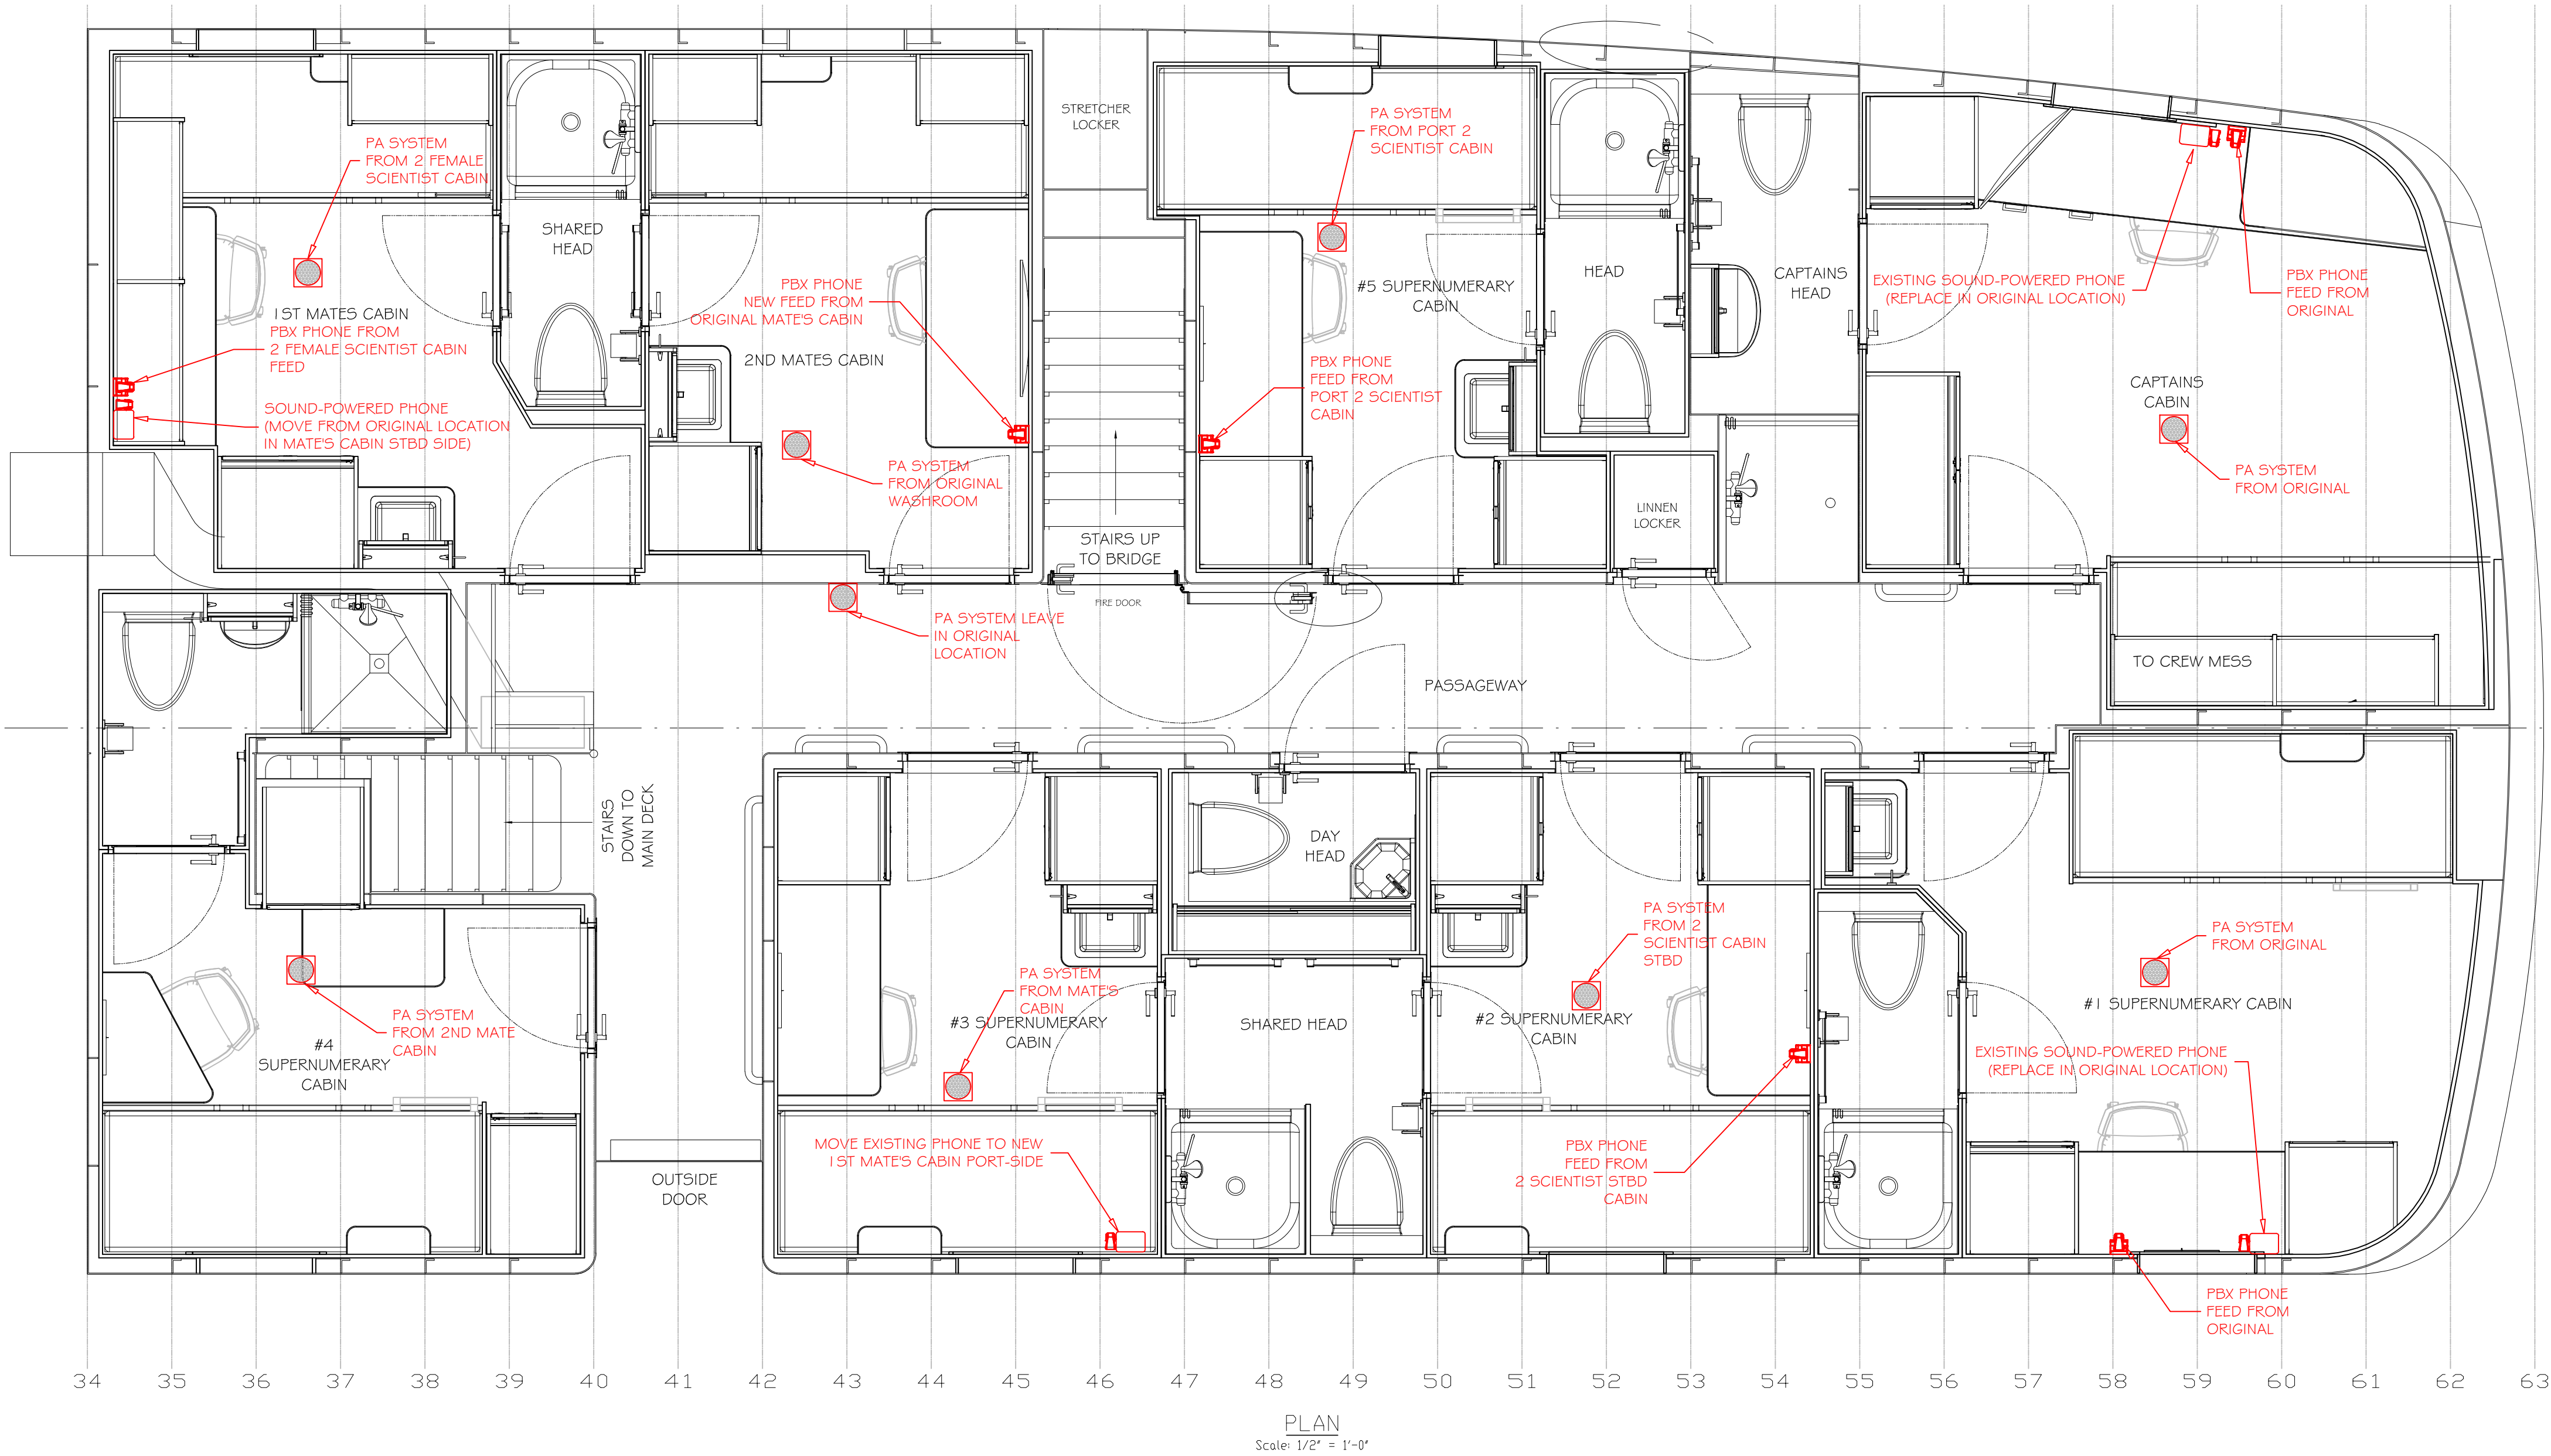 STRETCHER
LOCKER
PA SYSTEM
FROM 2 FEMALE
SCIENTIST CABIN
PA SYSTEM
FROM PORT 2
SCIENTIST CABIN
SHARED
HEAD
HEAD
CAPTAINS
HEAD
1ST MATES CABIN
PBX PHONE FROM
2 FEMALE SCIENTIST CABIN
FEED
SOUND-POWERED PHONE
(MOVE FROM ORIGINAL LOCATION
IN MATE'S CABIN STBD SIDE)
PBX PHONE
NEW FEED FROM
ORIGINAL MATE'S CABIN
2ND MATES CABIN
PA SYSTEM
FROM ORIGINAL
WASHROOM
#5 SUPERNUMERARY
CABIN
PBX PHONE
FEED FROM
PORT 2 SCIENTIST
CABIN
EXISTING SOUND-POWERED PHONE
(REPLACE IN ORIGINAL LOCATION)
PBX PHONE
FEED FROM
ORIGINAL
CAPTAINS
CABIN
PA SYSTEM
FROM ORIGINAL
LINNEN
LOCKER
STAIRS UP
TO BRIDGE
FIRE DOOR
PA SYSTEM LEAVE
IN ORIGINAL
LOCATION
PASSAGEWAY
TO CREW MESS
STAIRS
DOWN TO
MAIN DECK
DAY
HEAD
PA SYSTEM
FROM 2
SCIENTIST CABIN
STBD
PA SYSTEM
FROM ORIGINAL
PA SYSTEM
FROM MATE'S
CABIN
#3 SUPERNUMERARY
CABIN
SHARED HEAD
#2 SUPERNUMERARY
CABIN
#1 SUPERNUMERARY CABIN
PA SYSTEM
FROM 2ND MATE
CABIN
#4
SUPERNUMERARY
CABIN
EXISTING SOUND-POWERED PHONE
(REPLACE IN ORIGINAL LOCATION)
MOVE EXISTING PHONE TO NEW
1ST MATE'S CABIN PORT-SIDE
PBX PHONE
FEED FROM
2 SCIENTIST STBD
CABIN
OUTSIDE
DOOR
PBX PHONE
FEED FROM
ORIGINAL
34 35 36 37 38 39 40 41 42 43 44 45 46 47 48 49 50 51 52 53 54 55 56 57 58 59 60 61 62 63
PLAN
Scale: 1/2" = 1'-0"